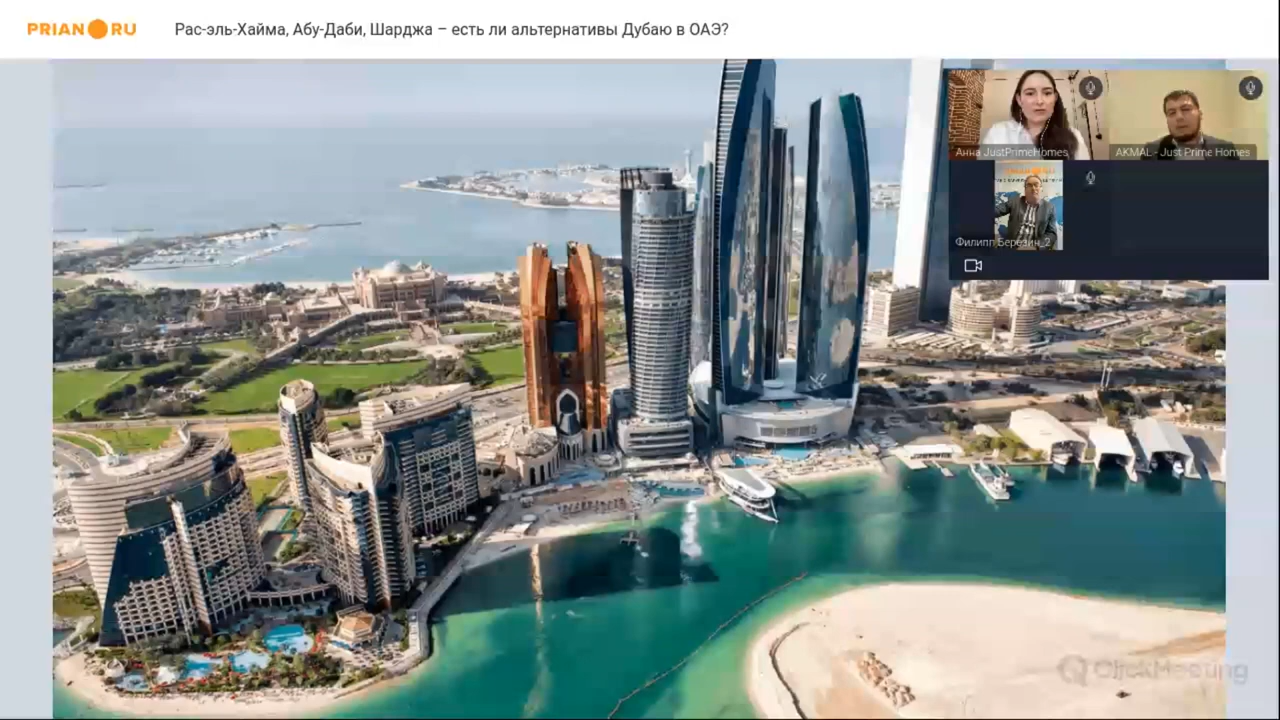 PRIAN RU
Рас-эль-Хайма, Абу-Даби, Шарджа – есть ли альтернативы Дубаю в ОАЭ?
Анна JustPrimeHomes
AKMAL - Just Prime Homes
Филипп Березин_2
ClickMeeting